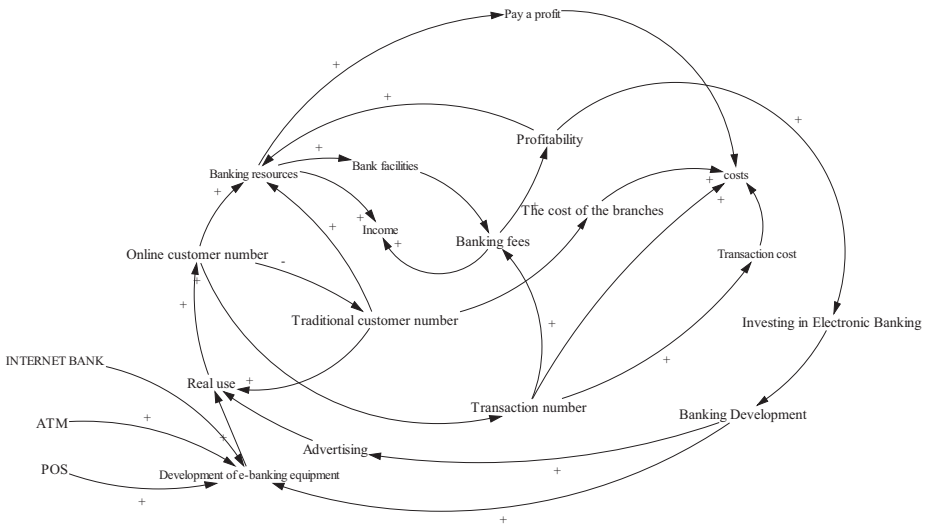 Pay a profit
+
+
+
Profitability
+
Bank facilities
Banking resources
+
costs
+
+
+
The cost of the branches
+
+
Income
+
+
Banking fees
Online customer number
Transaction cost
-
+
+
Traditional customer number
Investing in Electronic Banking
+
INTERNET BANK
+
Real use
+
Transaction number
Banking Development
ATM
+
+
Advertising
POS
Development of e-banking equipment
+
+
+